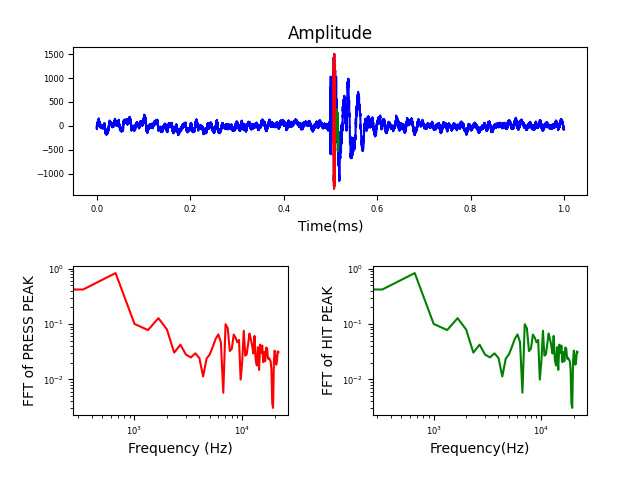 Amplitude
1500
1000
500
0
−500
−1000
0.0 0.2 0.4 0.6 0.8 1.0
Time(ms)
FFT of PRESS PEAK
10⁰
10⁻¹
10⁻²
10³ 10⁴
Frequency (Hz)
FFT of HIT PEAK
10⁰
10⁻¹
10⁻²
10³ 10⁴
Frequency(Hz)